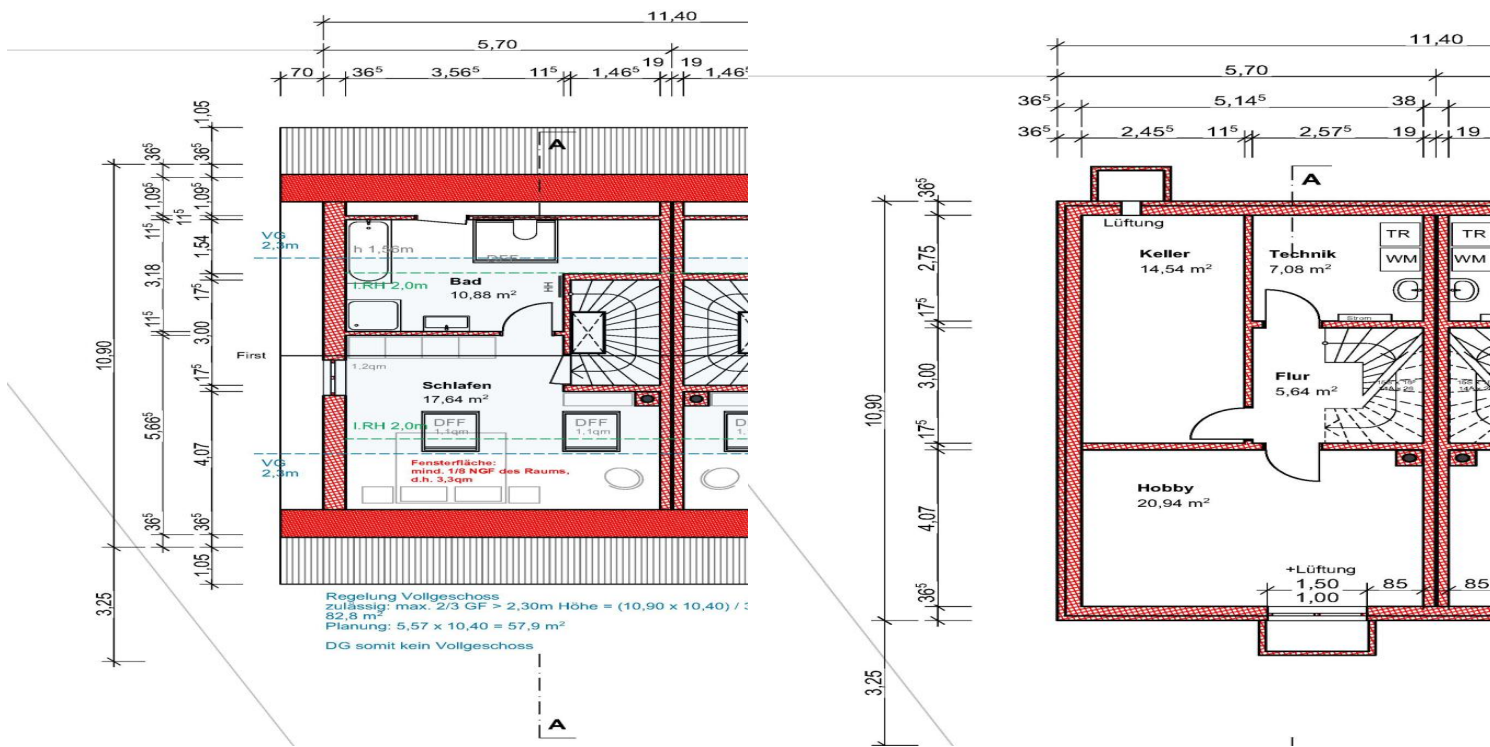 11,40
5,70
19 19
70 36⁵ 3,56⁵ 11⁵ 1,46⁵ 1,46⁵
1,05
36⁵
1,09⁵
1,54
17⁵
3,00
17⁵
4,07
36⁵
1,05
36⁵
1,09⁵
11⁵
3,18
11⁵
5,66⁵
36⁵
10,90
3,25
A
VG
2,3m
h 1,56m
DFF
I.RH 2,0m
Bad
10,88 m²
HH
First
1.2qm
Schlafen
17,64 m²
DFF
1,1qm
DFF
1,1qm
I.RH 2,0m
VG
2,3m
Fensterfläche:
mind. 1/8 NGF des Raums,
d.h. 3,3qm
Regelung Vollgeschoss
zulässig: max. 2/3 GF > 2,30m Höhe = (10,90 x 10,40) /
82,8 m²
Planung: 5,57 x 10,40 = 57,9 m²
DG somit kein Vollgeschoss
A
11,40
5,70
36⁵ 5,14⁵ 38
36⁵ 2,45⁵ 11⁵ 2,57⁵ 19 19
A
36⁵
2,75
17⁵
3,00
17⁵
4,07
36⁵
10,90
3,25
Lüftung
Keller
14,54 m²
Technik
7,08 m²
TR
WM
TR
WM
Strom
Flur
5,64 m²
Hobby
20,94 m²
+Lüftung
1,50 85 85
1,00